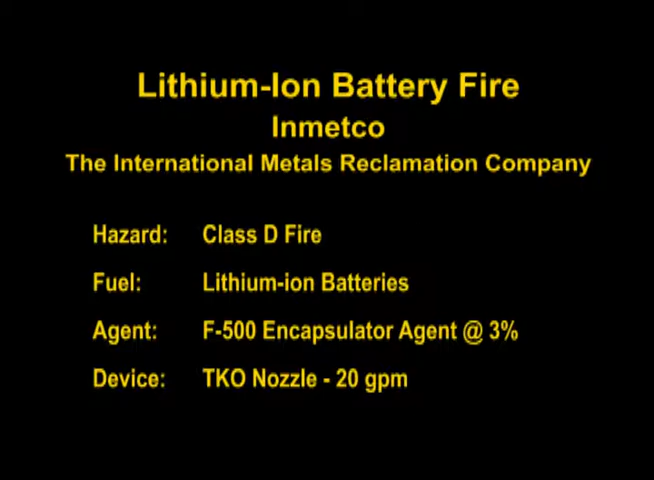 Lithium-Ion Battery Fire
Inmetco
The International Metals Reclamation Company
Hazard: Class D Fire
Fuel: Lithium-ion Batteries
Agent: F-500 Encapsulator Agent @ 3%
Device: TKO Nozzle - 20 gpm